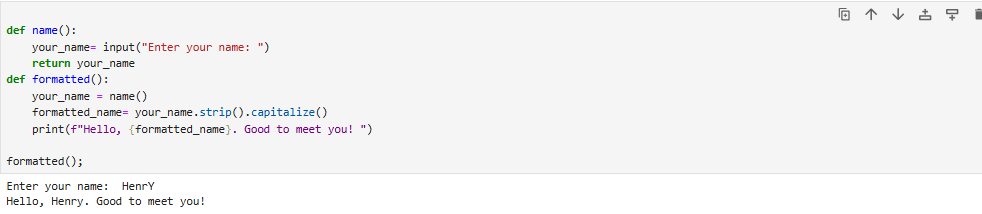 def name():
    your_name= input("Enter your name: ")
    return your_name
def formatted():
    your_name = name()
    formatted_name= your_name.strip().capitalize()
    print(f"Hello, {formatted_name}. Good to meet you! ")

formatted();
Enter your name:  HenrY
Hello, Henry. Good to meet you!